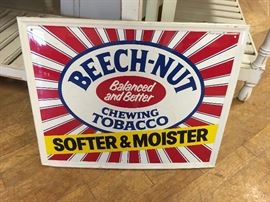 BEECH-NUT
Balanced
and Better
CHEWING
TOBACCO
SOFTER & MOISTER